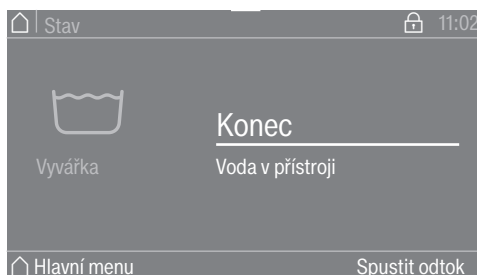 Stav 11:02
Konec
Vyvářka Voda v přístroji
Hlavní menu Spustit odtok